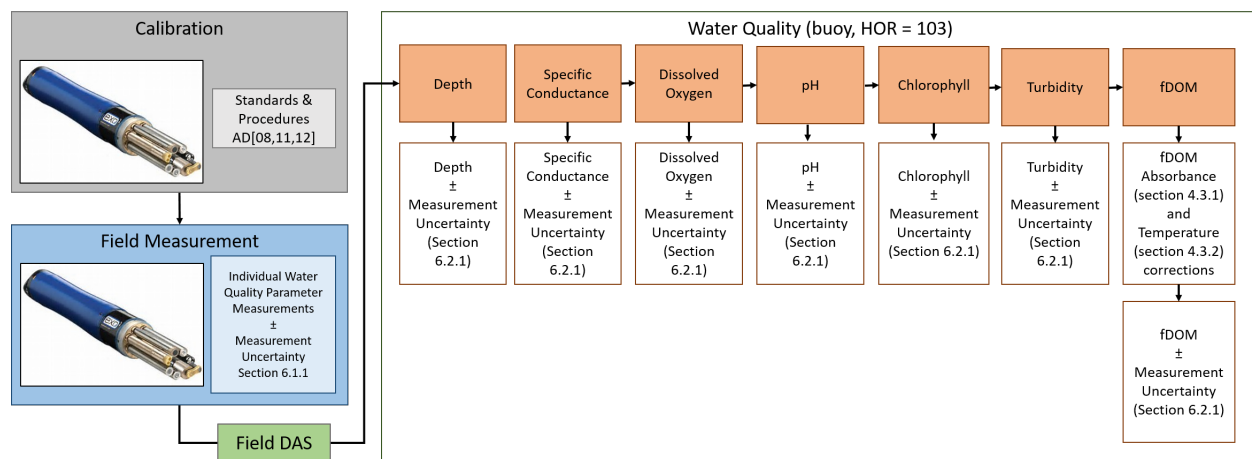 Calibration
Standards &
Procedures
AD[08,11,12]
Field Measurement
Individual Water
Quality Parameter
Measurements
±
Measurement
Uncertainty
Section 6.1.1
Field DAS
Water Quality (buoy, HOR = 103)
Depth
Specific
Conductance
Dissolved
Oxygen
pH
Chlorophyll
Turbidity
fDOM
Depth
±
Measurement
Uncertainty
(Section
6.2.1)
Specific
Conductance
±
Measurement
Uncertainty
(Section
6.2.1)
Dissolved
Oxygen
±
Measurement
Uncertainty
(Section
6.2.1)
pH
±
Measurement
Uncertainty
(Section
6.2.1)
Chlorophyll
±
Measurement
Uncertainty
(Section 6.2.1)
Turbidity
±
Measurement
Uncertainty
(Section
6.2.1)
fDOM
Absorbance
(section 4.3.1)
and
Temperature
(section 4.3.2)
corrections
fDOM
±
Measurement
Uncertainty
(Section 6.2.1)